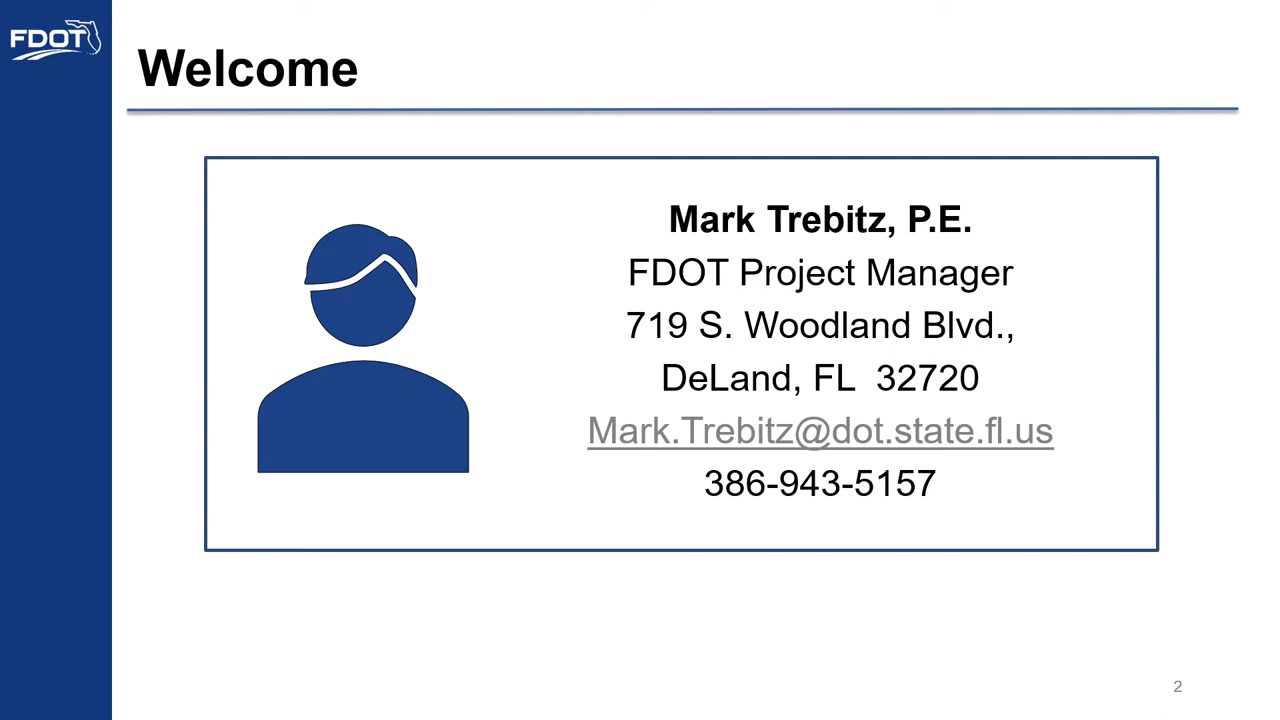 FDOT
Welcome
Mark Trebitz, P.E.
FDOT Project Manager
719 S. Woodland Blvd.,
DeLand, FL  32720
Mark.Trebitz@dot.state.fl.us
386-943-5157
2